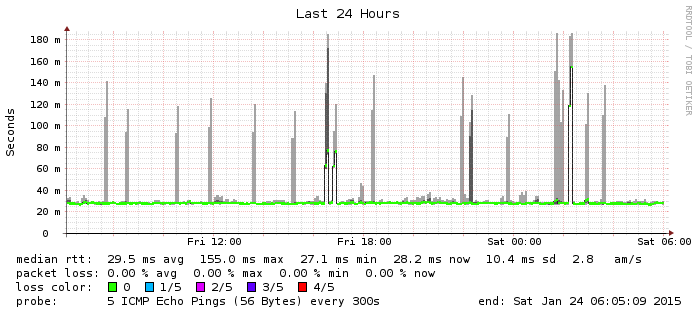 Last 24 Hours
RRDTOOL / TOBI OETIKER
Seconds
180 m
160 m
140 m
120 m
100 m
80 m
60 m
40 m
20 m
0
Fri 12:00 Fri 18:00 Sat 00:00 Sat 06:00
median rtt: 29.5 ms avg 155.0 ms max 27.1 ms min 28.2 ms now 10.4 ms sd 2.8 am/s
packet loss: 0.00 % avg 0.00 % max 0.00 % min 0.00 % now
loss color: 0 1/5 2/5 3/5 4/5
probe: 5 ICMP Echo Pings (56 Bytes) every 300s end: Sat Jan 24 06:05:09 2015